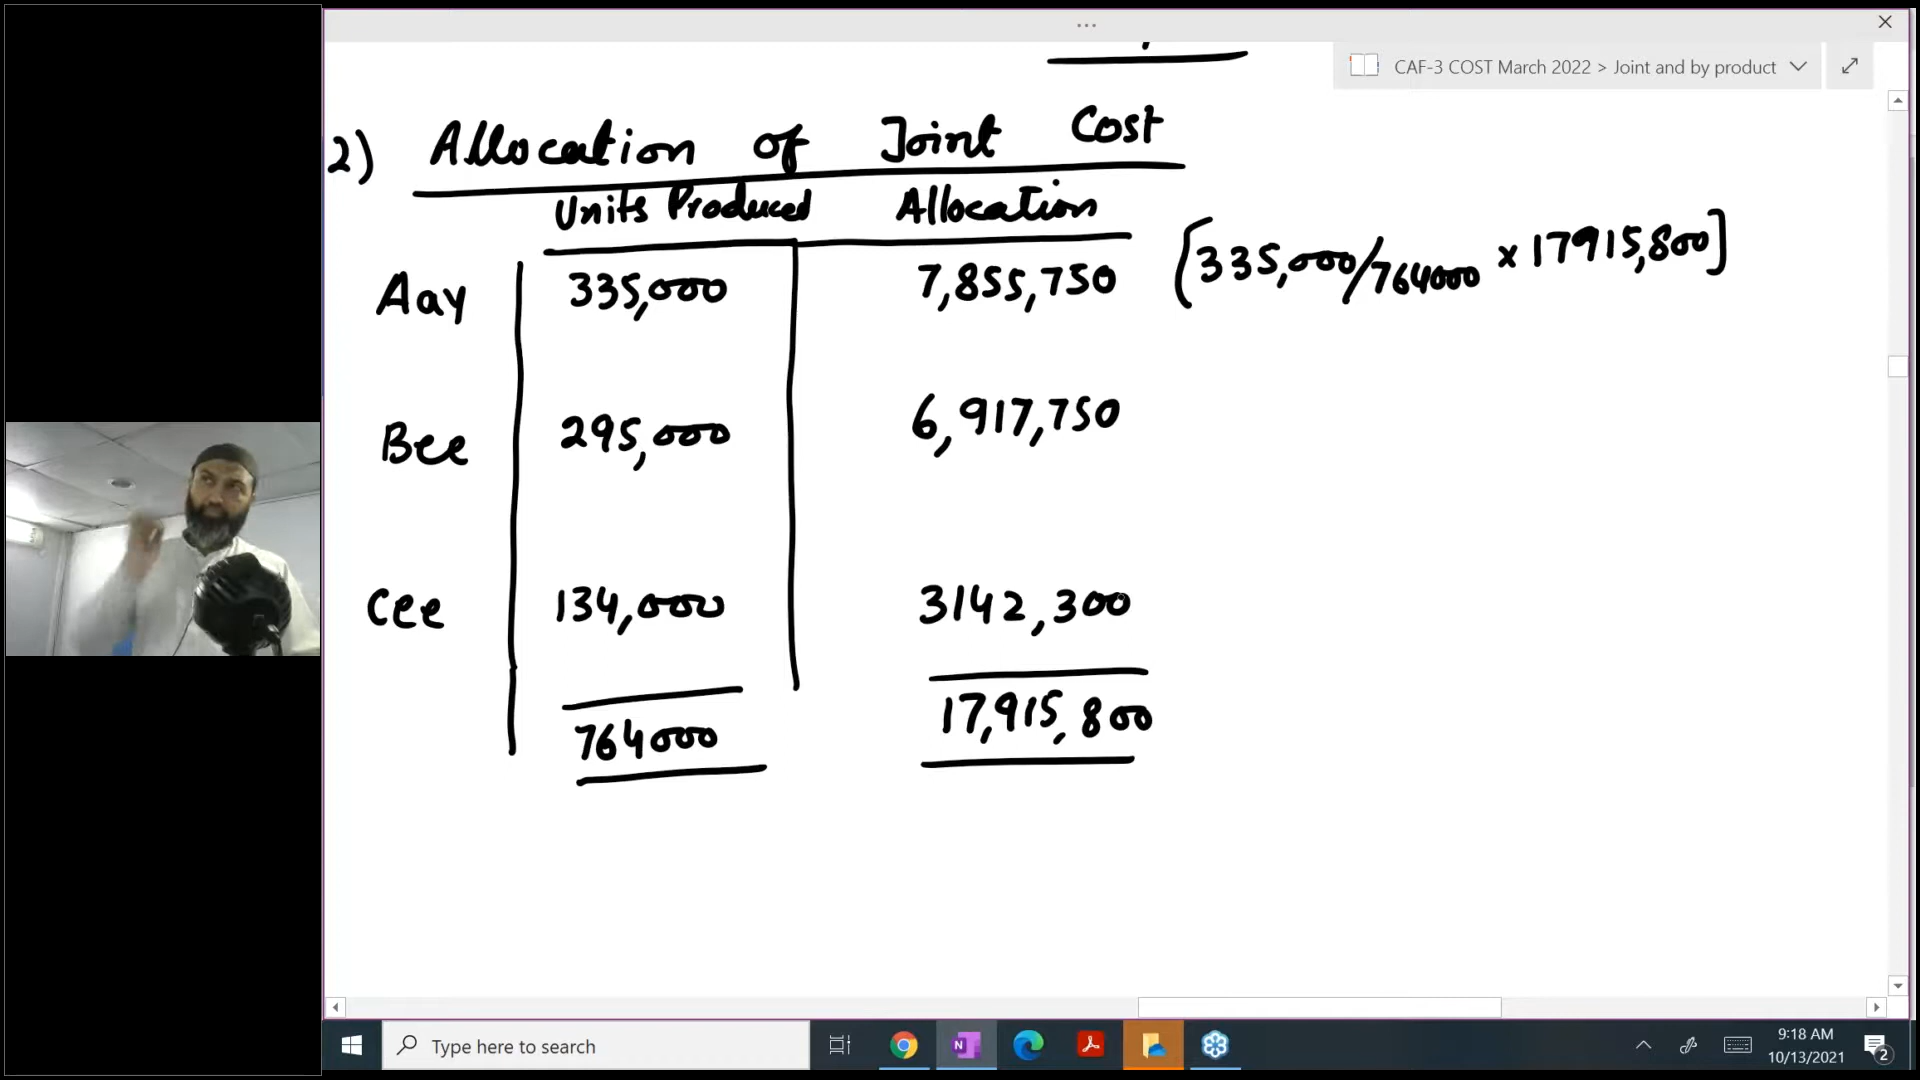 CAF-3 COST March 2022 > Joint and by product
2) Allocation of Joint Cost
Units Produced Allocation
Aay 335,000 7,855,750 [335,000/764000 × 17915,800]
Bee 295,000 6,917,750
Cee 134,000 3142,300
764000 17,915,800
Type here to search
9:18 AM
10/13/2021
2